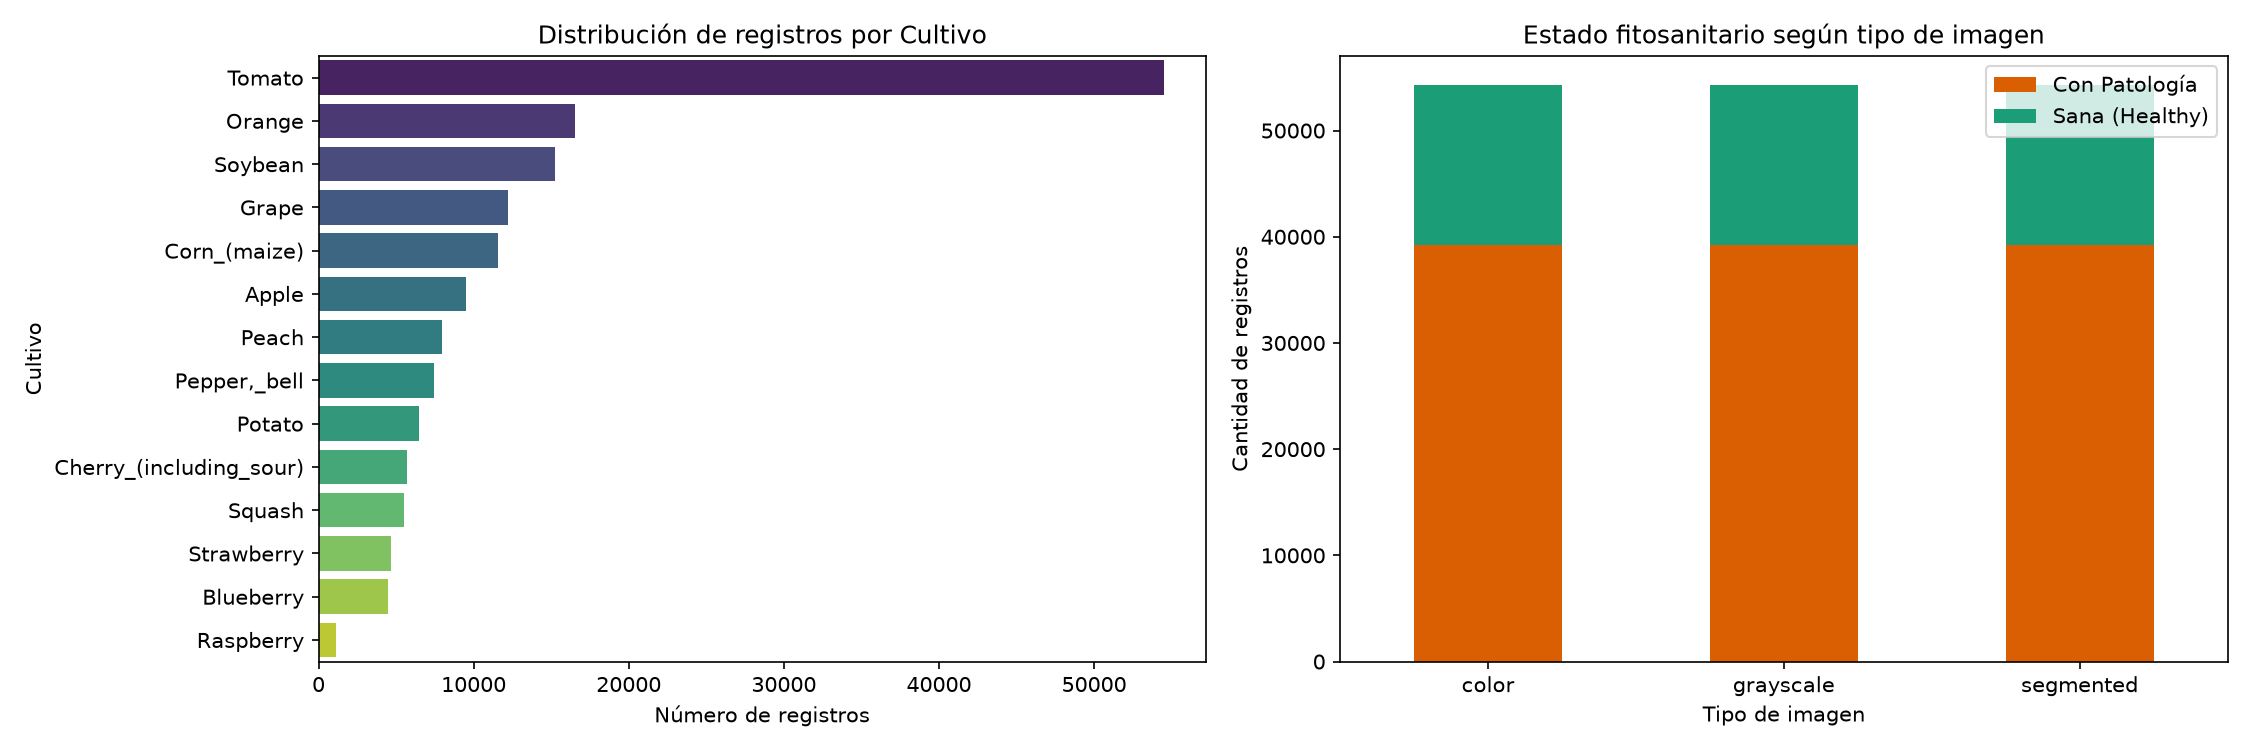 Distribución de registros por Cultivo
Cultivo
Tomato
Orange
Soybean
Grape
Corn_(maize)
Apple
Peach
Pepper,_bell
Potato
Cherry_(including_sour)
Squash
Strawberry
Blueberry
Raspberry
0 10000 20000 30000 40000 50000
Número de registros
Estado fitosanitario según tipo de imagen
Con Patología
Sana (Healthy)
Cantidad de registros
50000
40000
30000
20000
10000
0
color grayscale segmented
Tipo de imagen